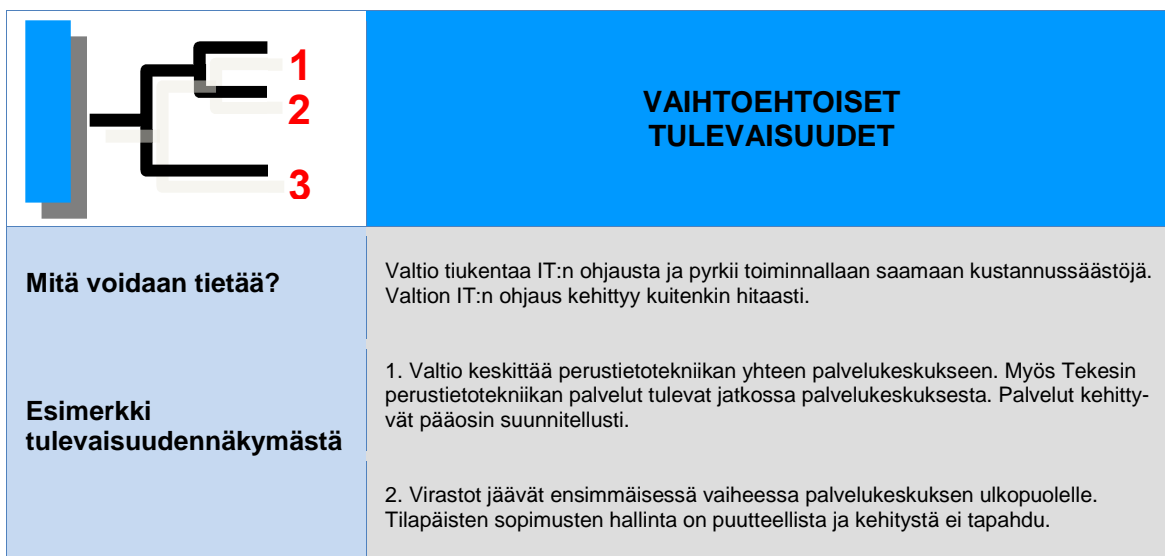 1
2
3
VAIHTOEHTOISET
TULEVAISUUDET
Mitä voidaan tietää?
Valtio tiukentaa IT:n ohjausta ja pyrkii toiminnallaan saamaan kustannussäästöjä.
Valtion IT:n ohjaus kehittyy kuitenkin hitaasti.
Esimerkki
tulevaisuudennäkymästä
1. Valtio keskittää perustietotekniikan yhteen palvelukeskukseen. Myös Tekesin
perustietotekniikan palvelut tulevat jatkossa palvelukeskuksesta. Palvelut kehitty-
vät pääosin suunnitellusti.
2. Virastot jäävät ensimmäisessä vaiheessa palvelukeskuksen ulkopuolelle.
Tilapäisten sopimusten hallinta on puutteellista ja kehitystä ei tapahdu.